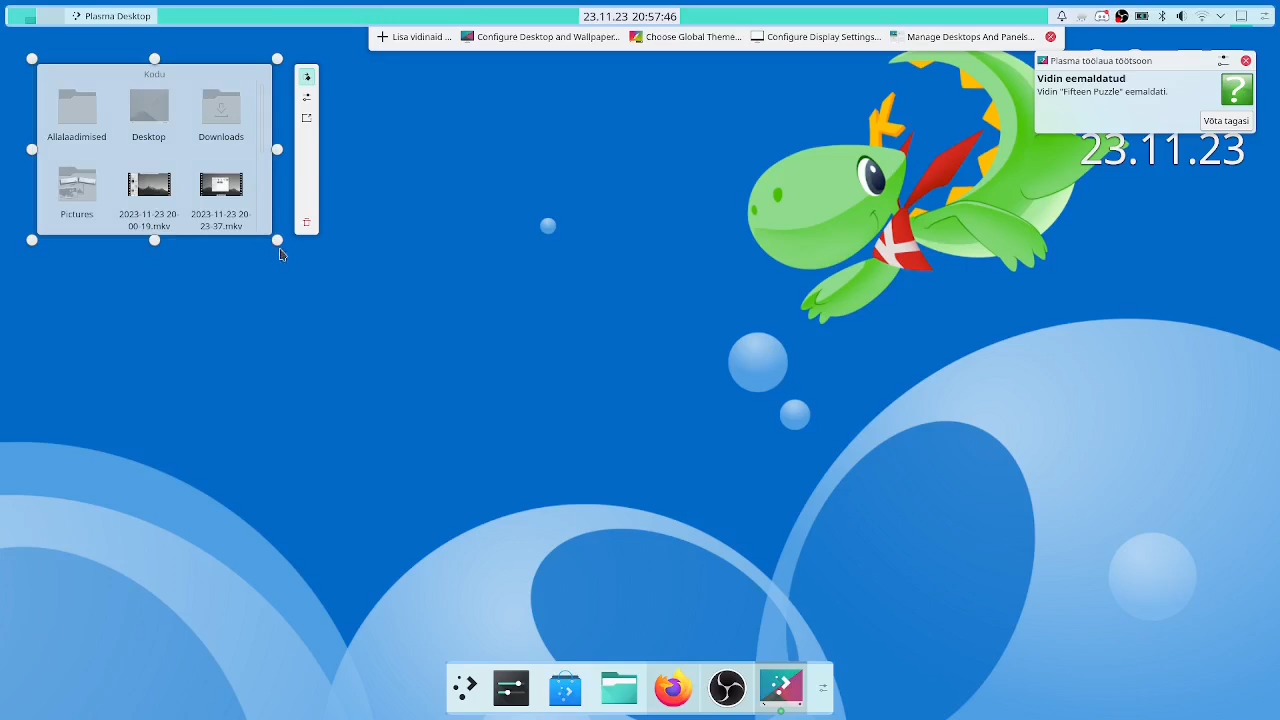 Plasma Desktop
23.11.23 20:57:46
Lisa vidinaid ...
Configure Desktop and Wallpaper...
Choose Global Theme...
Configure Display Settings...
Manage Desktops And Panels...
Plasma töölaua töötsoon
Vidin eemaldatud
Vidin "Fifteen Puzzle" eemaldati.
Võta tagasi
23.11.23
Kodu
Allalaadimised
Desktop
Downloads
Pictures
2023-11-23 20-
00-19.mkv
2023-11-23 20-
23-37.mkv